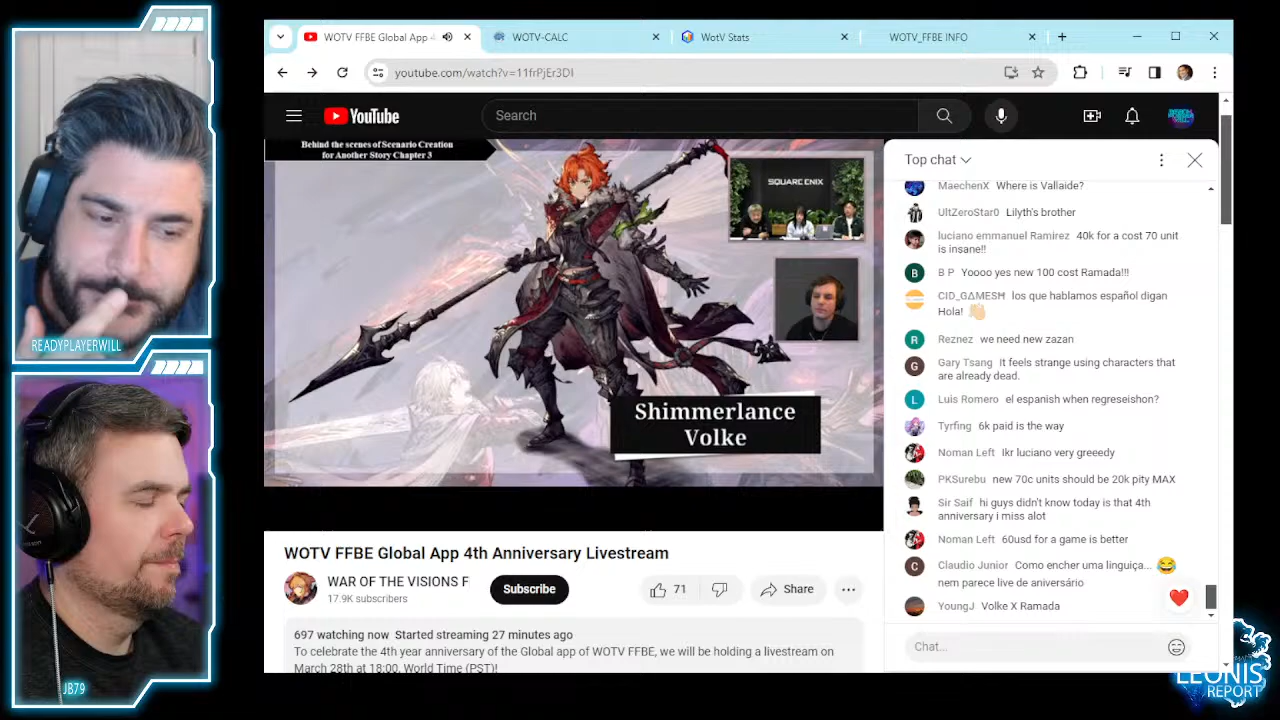 WOTV FFBE Global App 4
WOTV-CALC
WotV Stats
WOTV_FFBE INFO
youtube.com/watch?v=11frPjEr3DI
YouTube
Search
Behind the scenes of Scenario Creation
for Another Story Chapter 3
SQUARE ENIX
Shimmerlance
Volke
Top chat
MaechenX Where is Vallaide?
UltZeroStar0 Lilyth's brother
luciano emmanuel Ramirez 40k for a cost 70 unit
is insane!!
B P Yoooo yes new 100 cost Ramada!!!
CID_GΔMESĦ los que hablamos español digan
Hola!
Reznez we need new zazan
Gary Tsang It feels strange using characters that
are already dead.
Luis Romero el espanish when regreseishon?
Tyrfing 6k paid is the way
Noman Left Ikr luciano very greeedy
PKSurebu new 70c units should be 20k pity MAX
Sir Saif hi guys didn't know today is that 4th
anniversary i miss alot
Noman Left 60usd for a game is better
Claudio Junior Como encher uma linguiça...
nem parece live de aniversário
YoungJ Volke X Ramada
Chat...
WOTV FFBE Global App 4th Anniversary Livestream
WAR OF THE VISIONS F
17.9K subscribers
Subscribe
71
Share
697 watching now Started streaming 27 minutes ago
To celebrate the 4th year anniversary of the Global app of WOTV FFBE, we will be holding a livestream on
March 28th at 18:00, World Time (PST)!
READYPLAYERWILL
JB79
LEONIS
REPORT